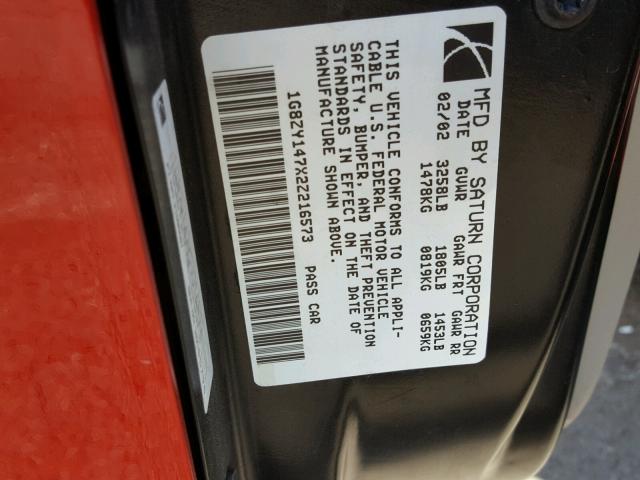 MFD BY SATURN CORPORATION
DATE GVWR GAWR FRT GAWR RR
02/02 3258LB 1805LB 1453LB
1478KG 0819KG 0659KG
THIS VEHICLE CONFORMS TO ALL APPLI-
CABLE U.S. FEDERAL MOTOR VEHICLE
SAFETY, BUMPER, AND THEFT PREVENTION
STANDARDS IN EFFECT ON THE DATE OF
MANUFACTURE SHOWN ABOVE.
1G8ZY147X2Z216573 PASS CAR